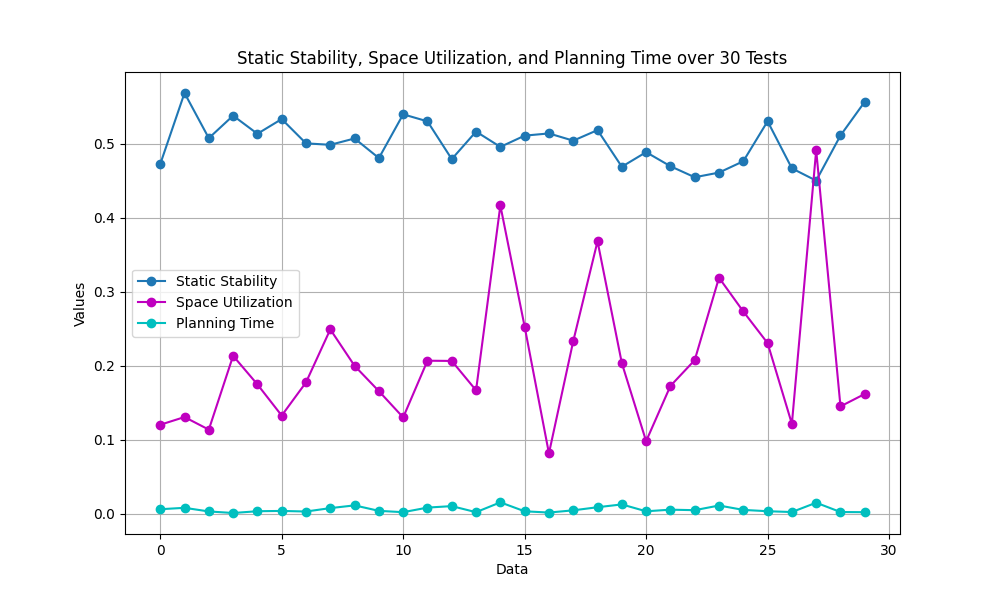 Static Stability, Space Utilization, and Planning Time over 30 Tests
Values
0.5
0.4
0.3
0.2
0.1
0.0
Static Stability
Space Utilization
Planning Time
0 5 10 15 20 25 30
Data